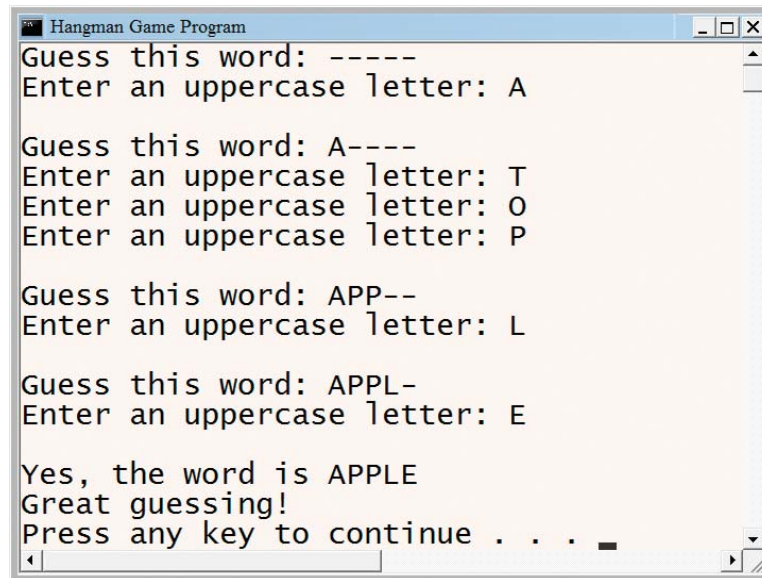 Hangman Game Program
Guess this word: -----
Enter an uppercase letter: A
Guess this word: A----
Enter an uppercase letter: T
Enter an uppercase letter: O
Enter an uppercase letter: P
Guess this word: APP--
Enter an uppercase letter: L
Guess this word: APPL-
Enter an uppercase letter: E
Yes, the word is APPLE
Great guessing!
Press any key to continue . . . _